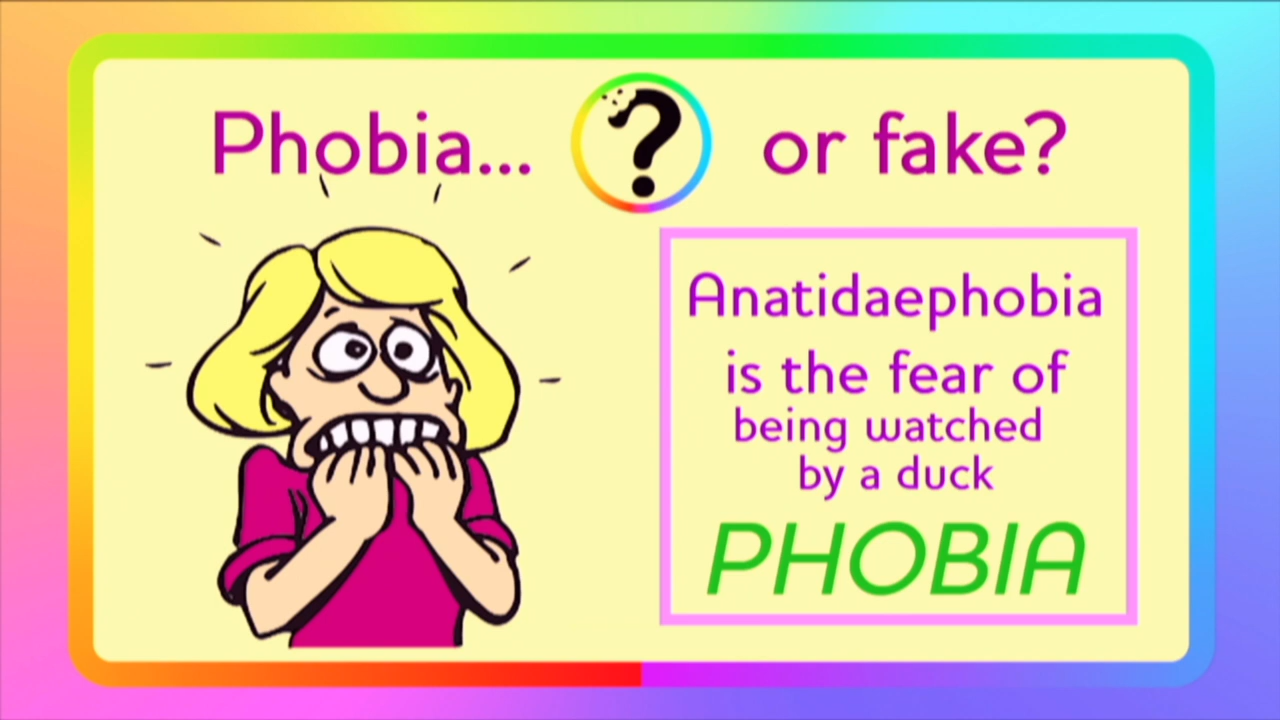 Phobia... ? or fake?
Anatidaephobia
is the fear of
being watched
by a duck
PHOBIA